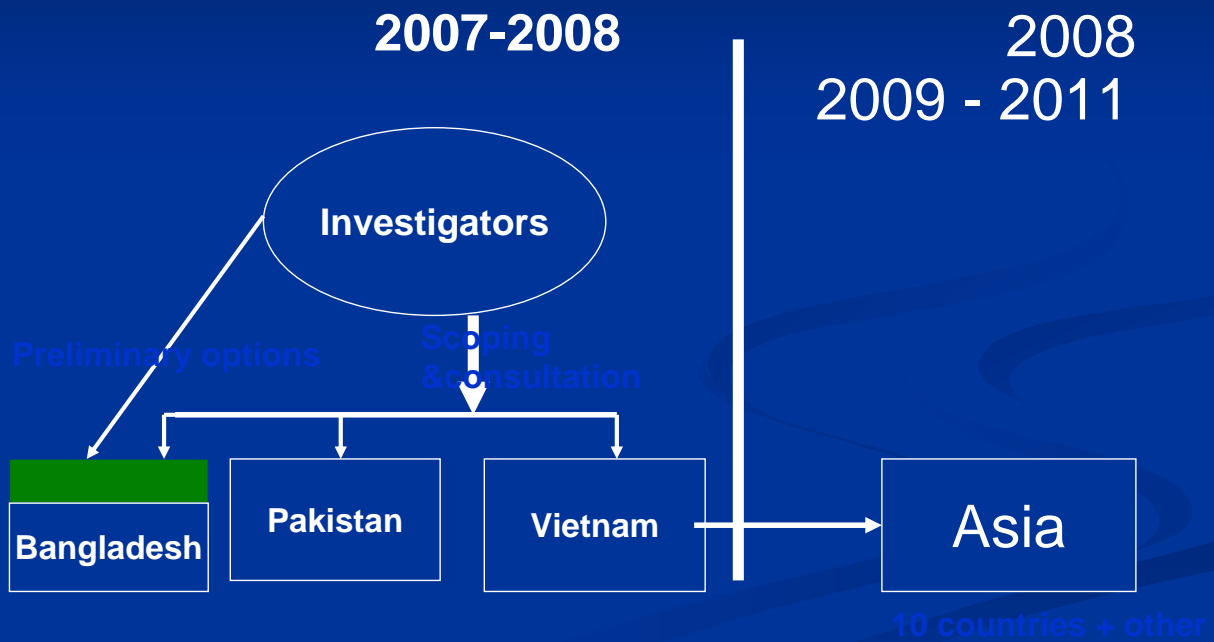 2007-2008
2008
2009 - 2011
Investigators
Preliminary options
Scoping
&consultation
Bangladesh
Pakistan
Vietnam
Asia
10 countries + other